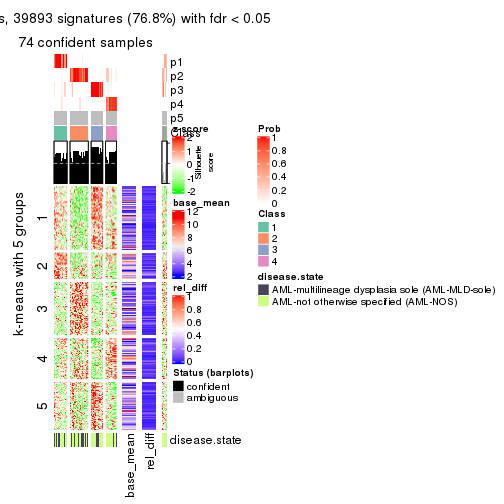 s, 39893 signatures (76.8%) with fdr < 0.05
74 confident samples
p1
p2
p3
p4
p5
Class
Silhouette
score
k-means with 5 groups
1
2
3
4
5
base_mean
rel_diff
disease.state
z-score
2
1
0
-1
-2
base_mean
12
10
8
6
4
2
rel_diff
1
0.8
0.6
0.4
0.2
0
Status (barplots)
confident
ambiguous
Prob
1
0.8
0.6
0.4
0.2
0
Class
1
2
3
4
disease.state
AML-multilineage dysplasia sole (AML-MLD-sole)
AML-not otherwise specified (AML-NOS)